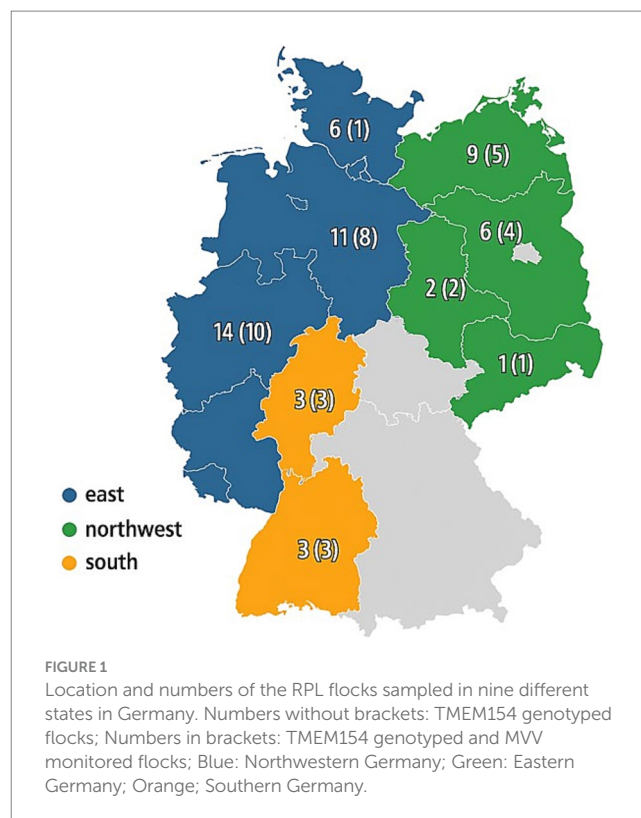 6 (1)
9 (5)
11 (8)
6 (4)
2 (2)
14 (10)
1 (1)
3 (3)
3 (3)
east
northwest
south
FIGURE 1
Location and numbers of the RPL flocks sampled in nine different
states in Germany. Numbers without brackets: TMEM154 genotyped
flocks; Numbers in brackets: TMEM154 genotyped and MVV
monitored flocks; Blue: Northwestern Germany; Green: Eastern
Germany; Orange; Southern Germany.